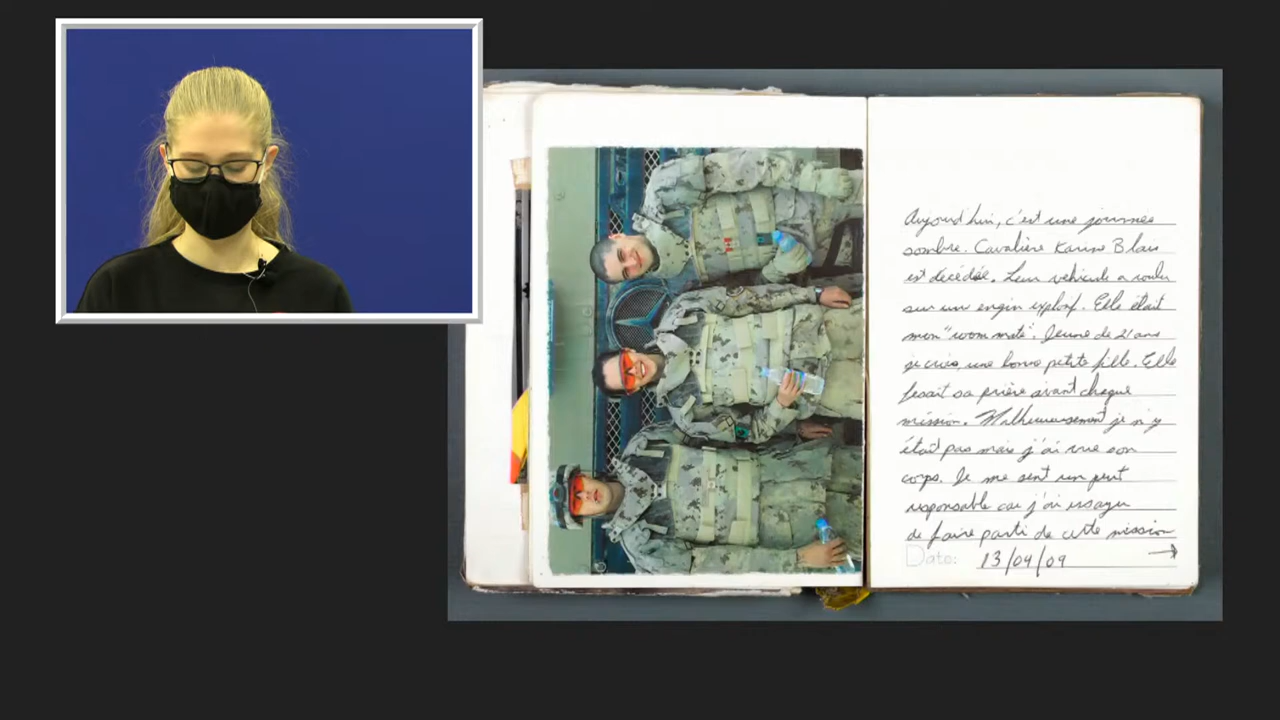 Aujourd'hui, c'est une journée
sombre. Cavalière Karine Blais
est décédée. Leur véhicule a rouler
sur un engin explosif. Elle était
mon "room mate". Jeune de 21 ans
je crois, une bonne petite fille. Elle
fesait sa prière avant chaque
mission. Malheureusement je n'y
était pas mais j'ai vue son
corps. Je me sent un peut
responsable car j'ai essayer
de faire parti de cette mission
Date: 13/04/09 →